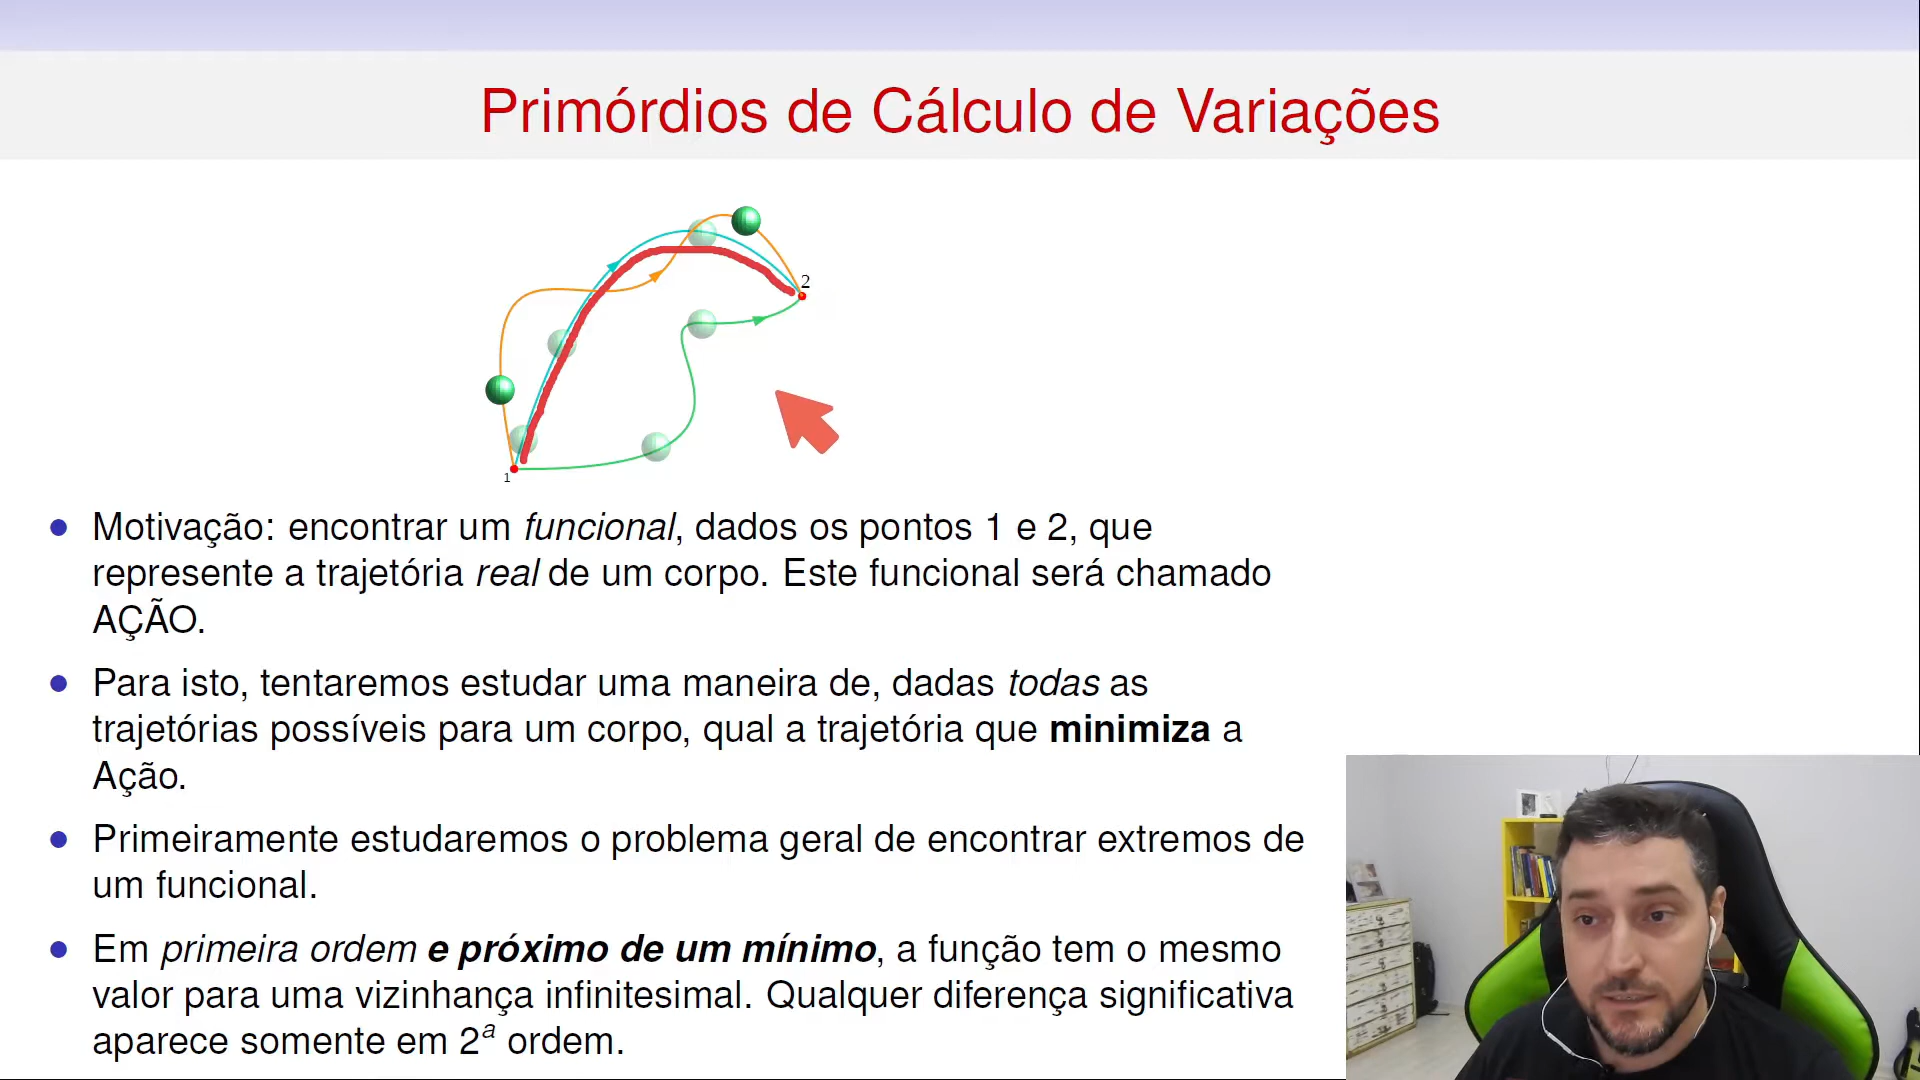 Primórdios de Cálculo de Variações
2
1
Motivação: encontrar um funcional, dados os pontos 1 e 2, que
represente a trajetória real de um corpo. Este funcional será chamado
AÇÃO.
Para isto, tentaremos estudar uma maneira de, dadas todas as
trajetórias possíveis para um corpo, qual a trajetória que minimiza a
Ação.
Primeiramente estudaremos o problema geral de encontrar extremos de
um funcional.
Em primeira ordem e próximo de um mínimo, a função tem o mesmo
valor para uma vizinhança infinitesimal. Qualquer diferença significativa
aparece somente em 2ª ordem.